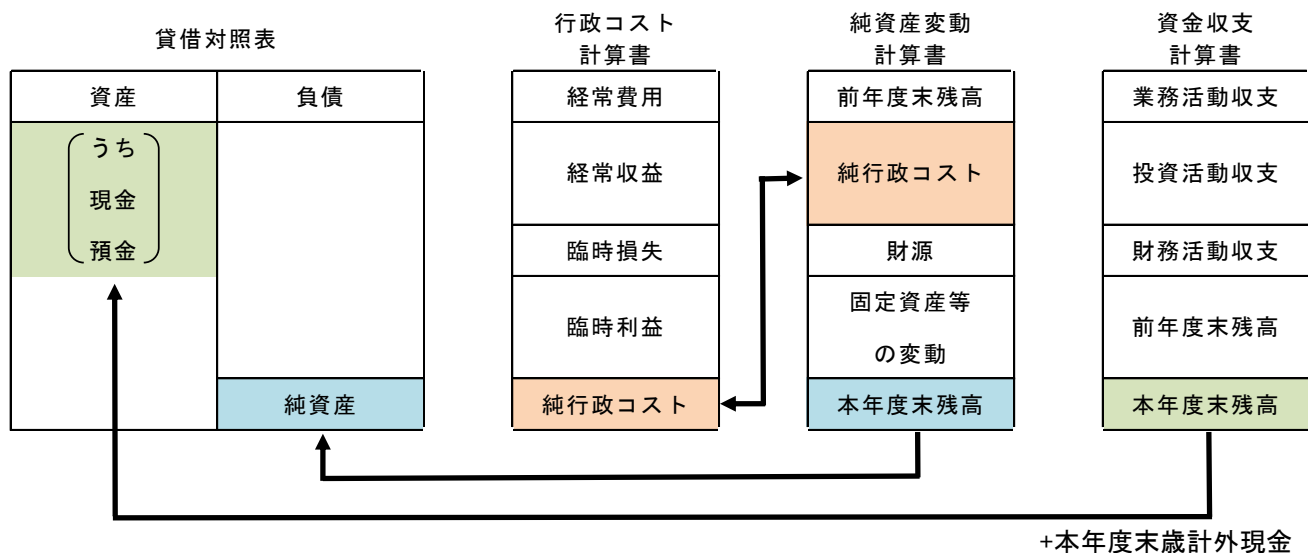 貸借対照表
資産
負債
うち
現金
預金
純資産
行政コスト
計算書
経常費用
経常収益
臨時損失
臨時利益
純行政コスト
純資産変動
計算書
前年度末残高
純行政コスト
財源
固定資産等
の変動
本年度末残高
資金収支
計算書
業務活動収支
投資活動収支
財務活動収支
前年度末残高
本年度末残高
+本年度末歳計外現金